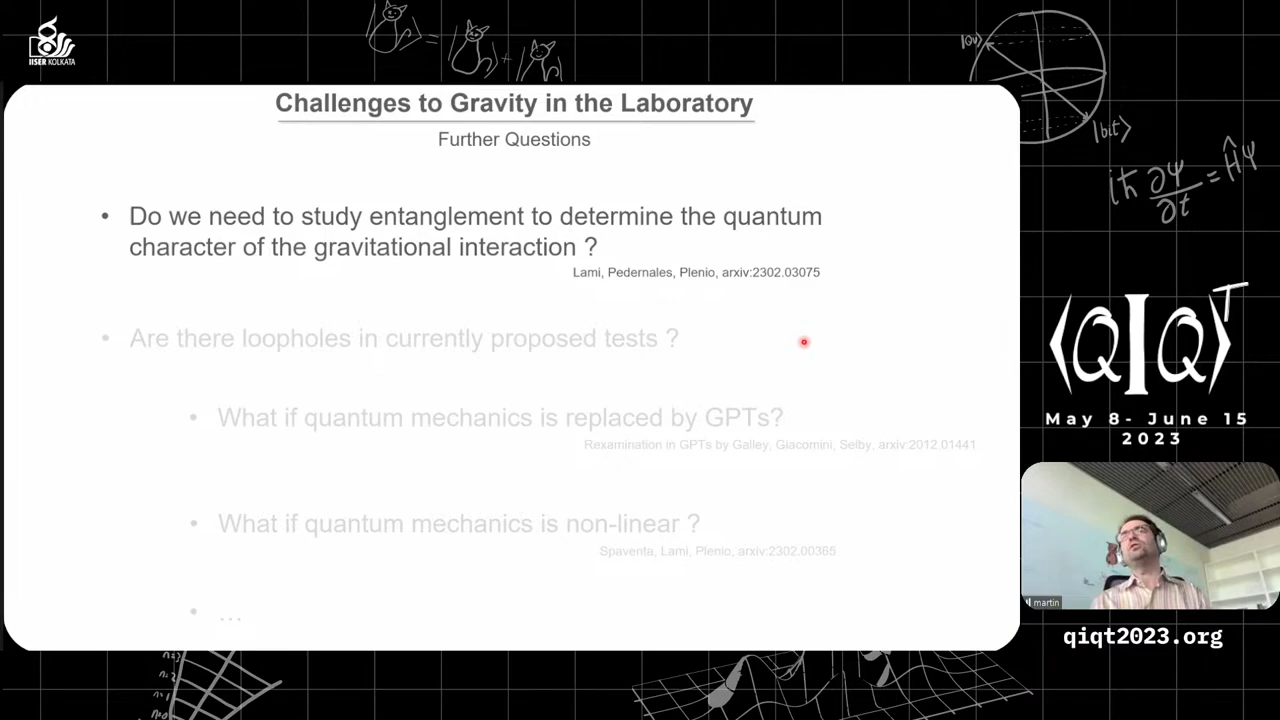 IISER KOLKATA
Challenges to Gravity in the Laboratory
Further Questions
• Do we need to study entanglement to determine the quantum
character of the gravitational interaction ?
Lami, Pedernales, Plenio, arxiv:2302.03075
• Are there loopholes in currently proposed tests ?
• What if quantum mechanics is replaced by GPTs?
Rexamination in GPTs by Galley, Giacomini, Selby, arxiv:2012.01441
• What if quantum mechanics is non-linear ?
Spaventa, Lami, Plenio, arxiv:2302.00365
• ...
|bit⟩
iħ ∂ψ/∂t = Ĥψ
⟨QIQ⟩T
May 8- June 15
2023
martin
qiqt2023.org
n=2
n=1
n=0